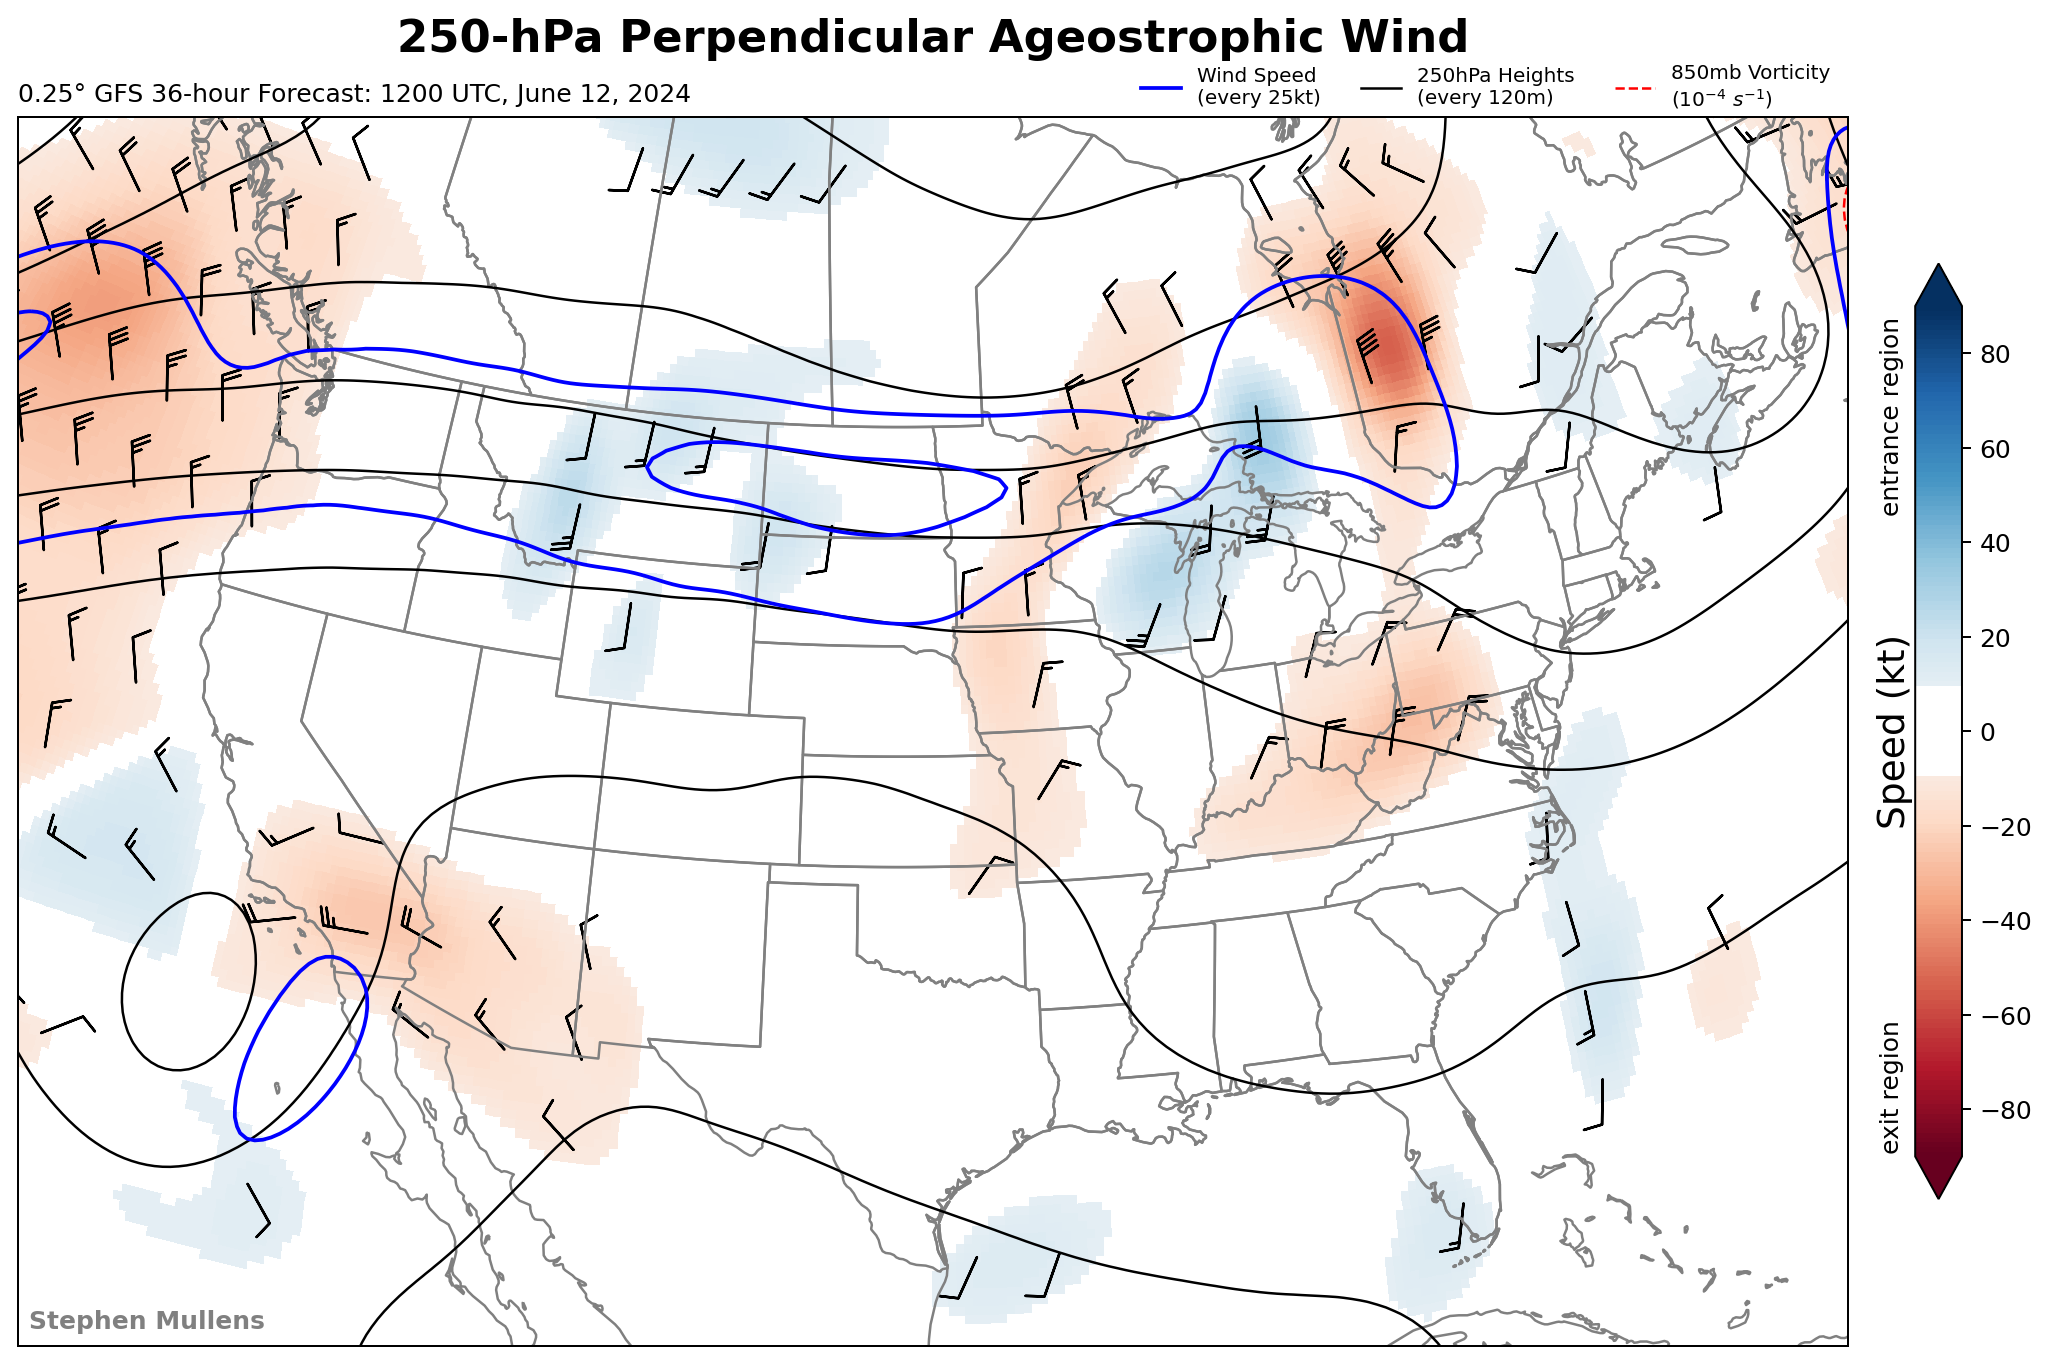 250-hPa Perpendicular Ageostrophic Wind
0.25° GFS 36-hour Forecast: 1200 UTC, June 12, 2024
Wind Speed
(every 25kt)
250hPa Heights
(every 120m)
850mb Vorticity
(10⁻⁴ s⁻¹)
entrance region
Speed (kt)
exit region
80
60
40
20
0
−20
−40
−60
−80
Stephen Mullens